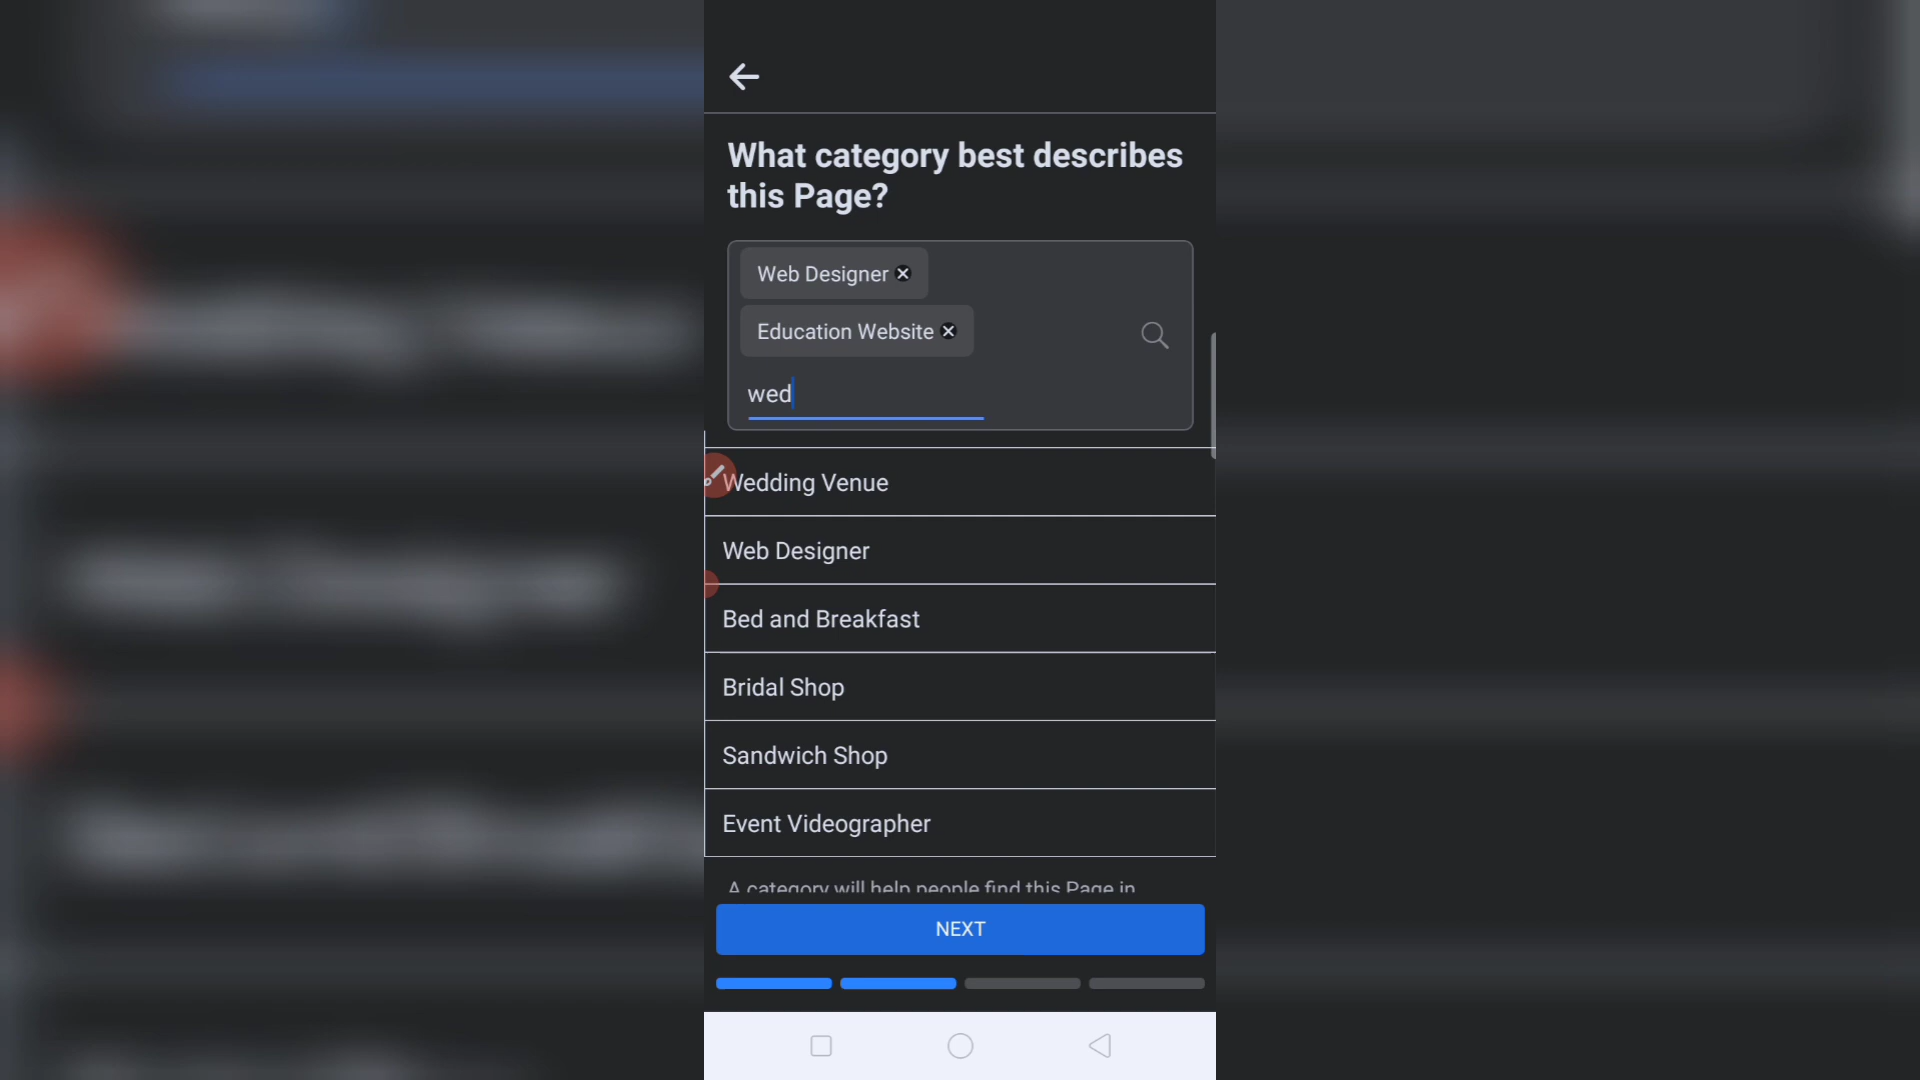 What category best describes
this Page?
Web Designer
Education Website
wed
Wedding Venue
Web Designer
Bed and Breakfast
Bridal Shop
Sandwich Shop
Event Videographer
A category will help people find this Page in
NEXT